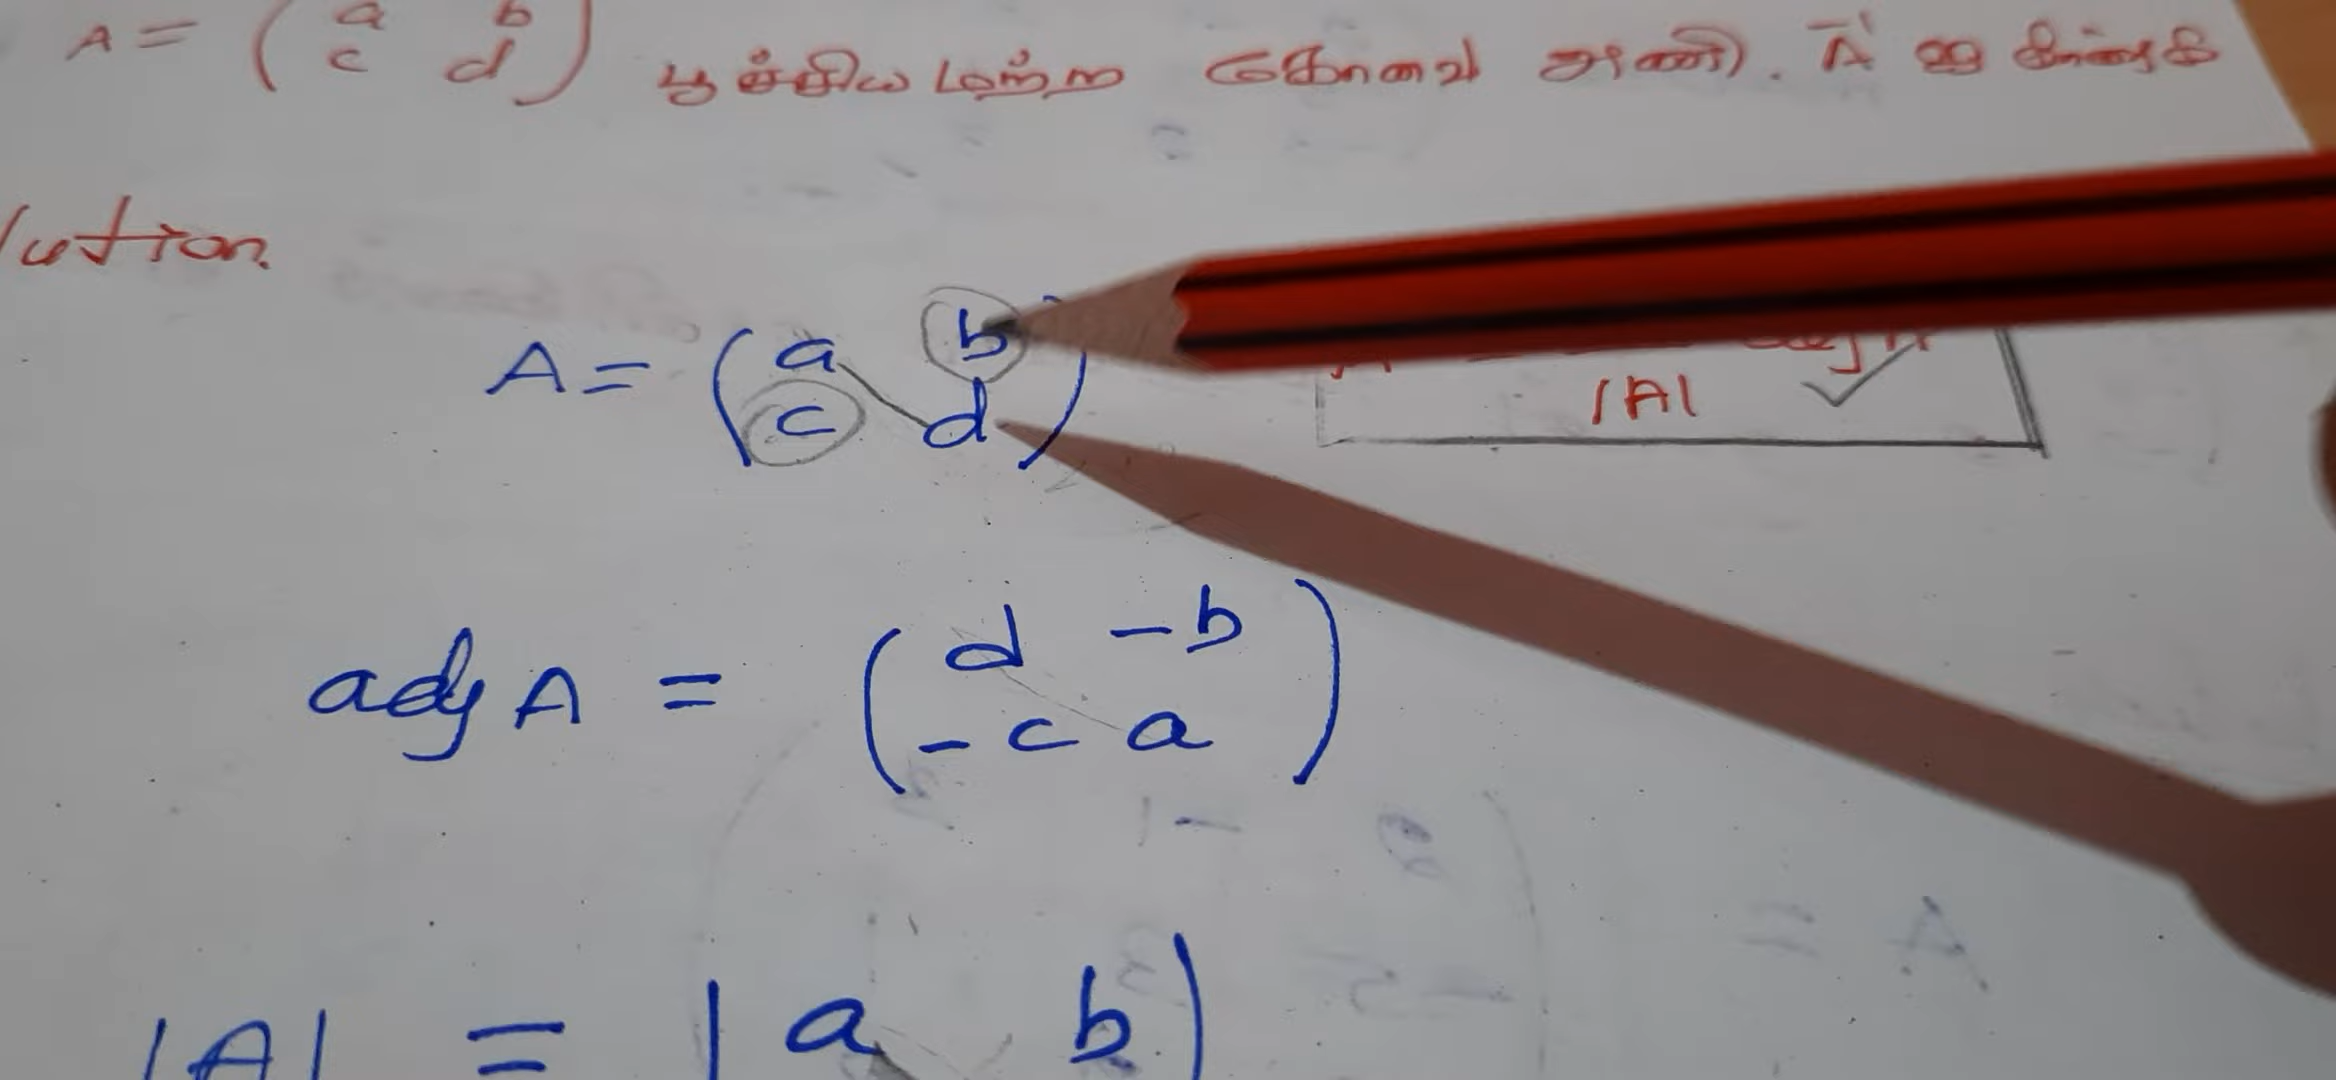 A = ( a b
c d ) பூச்சியமற்ற கோவை அணி. A⁻¹ ஐ காண்க
lution.
A = ( a b
c d )
|A|
adj A = ( d -b
-c a )
|A| = | a b |